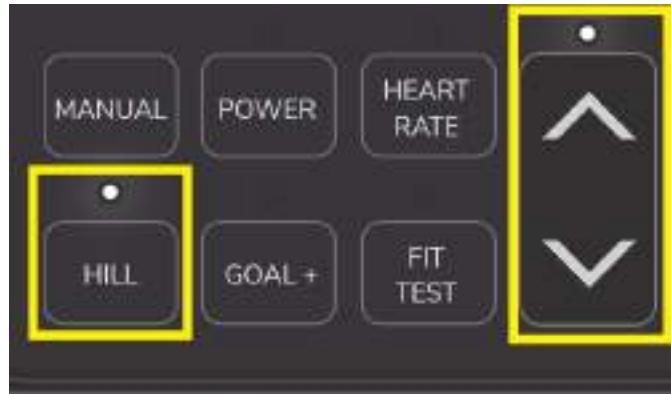 MANUAL
POWER
HEART
RATE
HILL
GOAL +
FIT
TEST